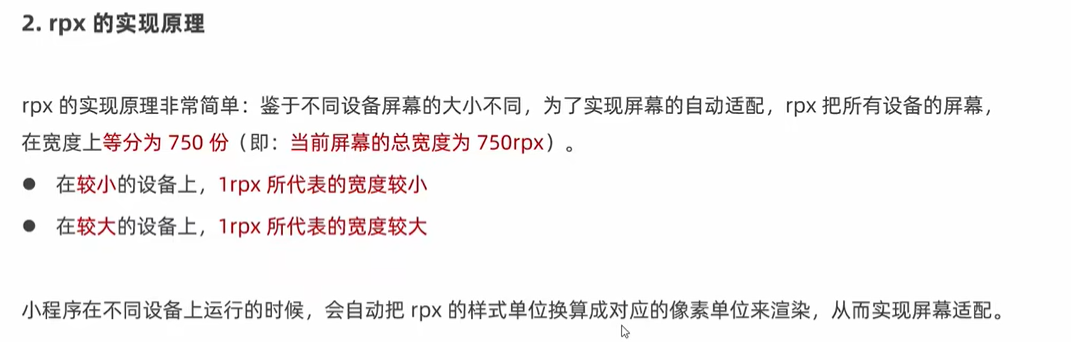 2. rpx 的实现原理
rpx 的实现原理非常简单：鉴于不同设备屏幕的大小不同，为了实现屏幕的自动适配，rpx 把所有设备的屏幕，
在宽度上等分为 750 份（即：当前屏幕的总宽度为 750rpx）。
● 在较小的设备上，1rpx 所代表的宽度较小
● 在较大的设备上，1rpx 所代表的宽度较大
小程序在不同设备上运行的时候，会自动把 rpx 的样式单位换算成对应的像素单位来渲染，从而实现屏幕适配。